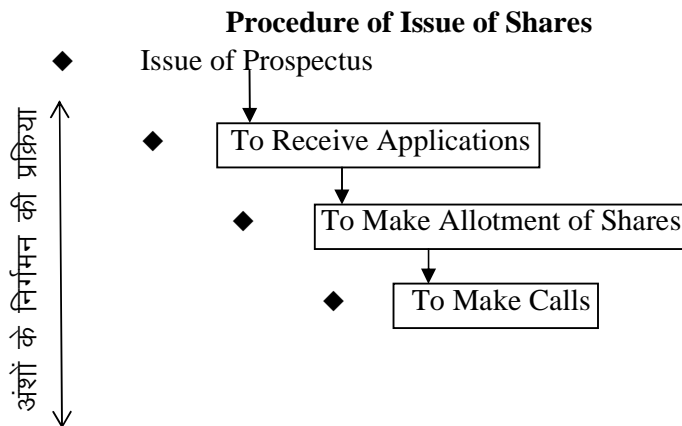 Procedure of Issue of Shares
Issue of Prospectus
To Receive Applications
To Make Allotment of Shares
To Make Calls
अंशों के निर्गमन की प्रक्रिया